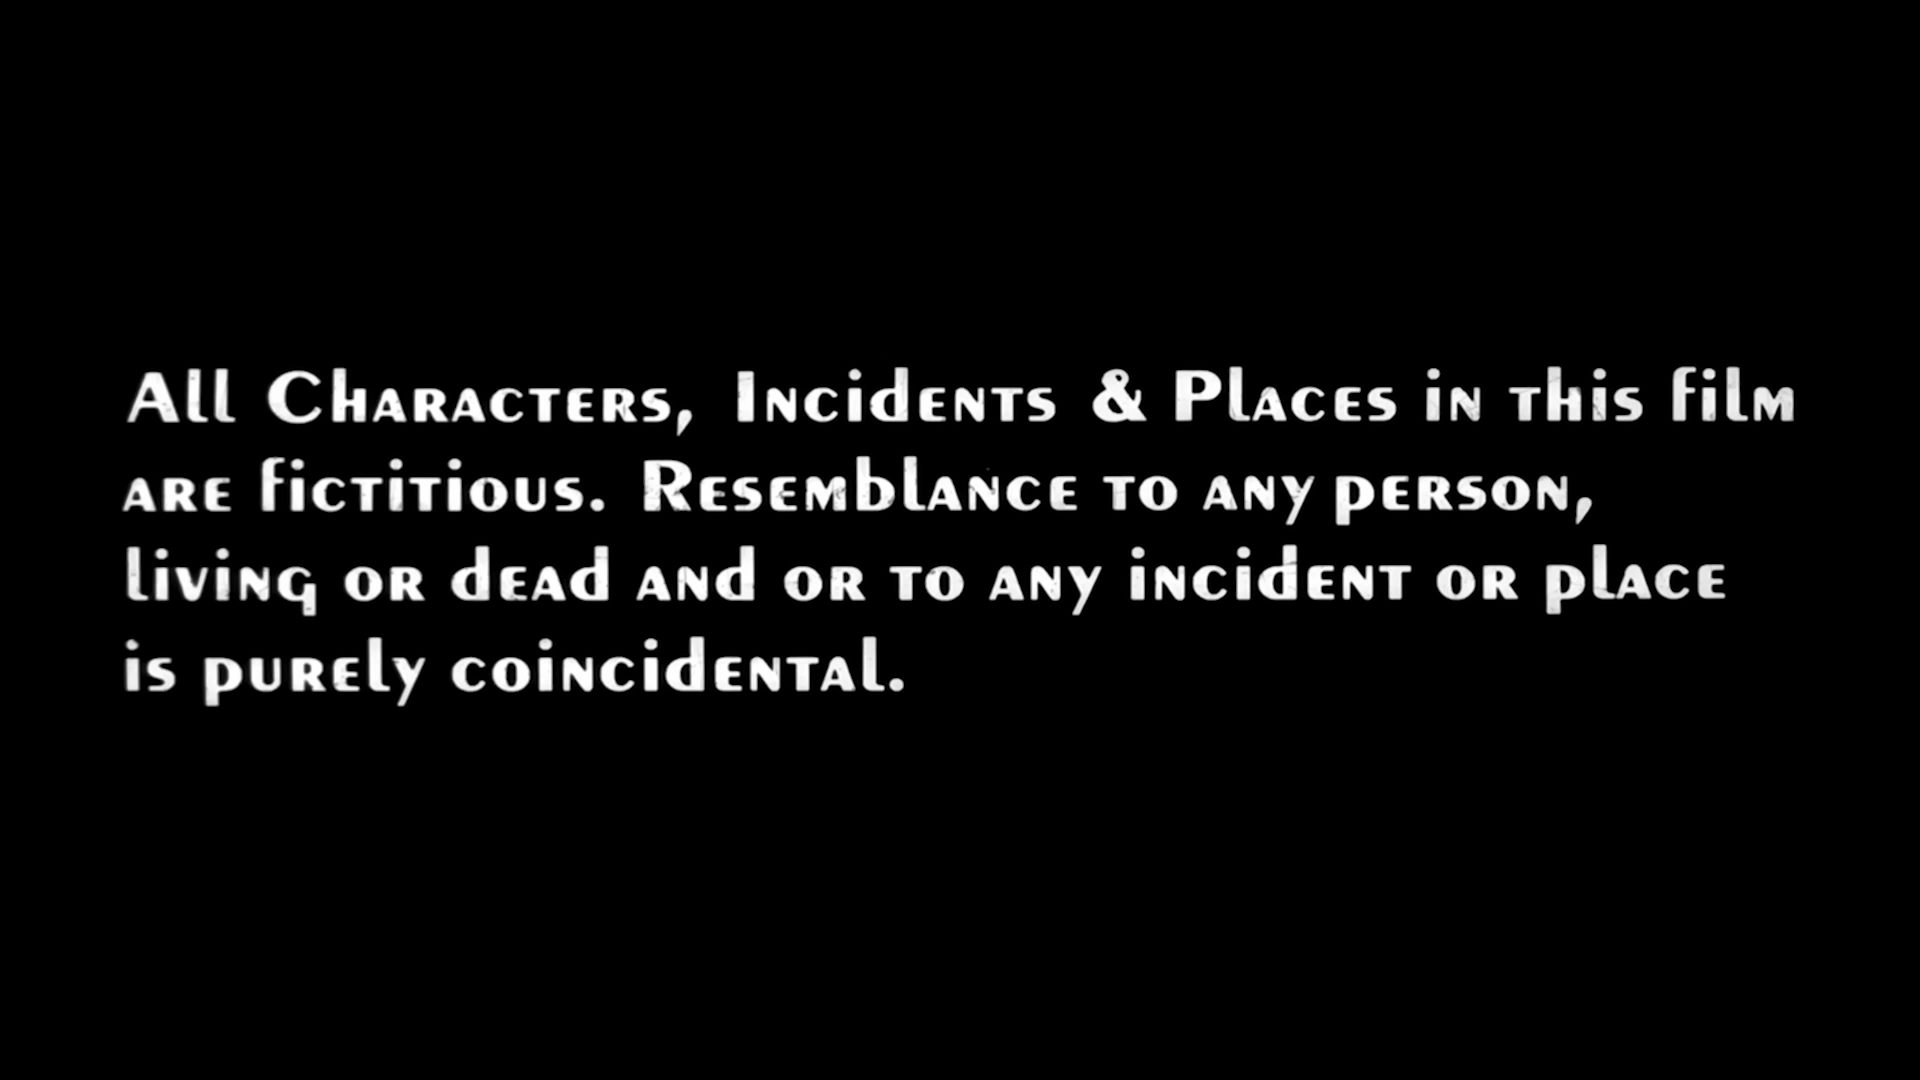 All Characters, Incidents & Places in this film
are fictitious. Resemblance to any person,
living or dead and or to any incident or place
is purely coincidental.